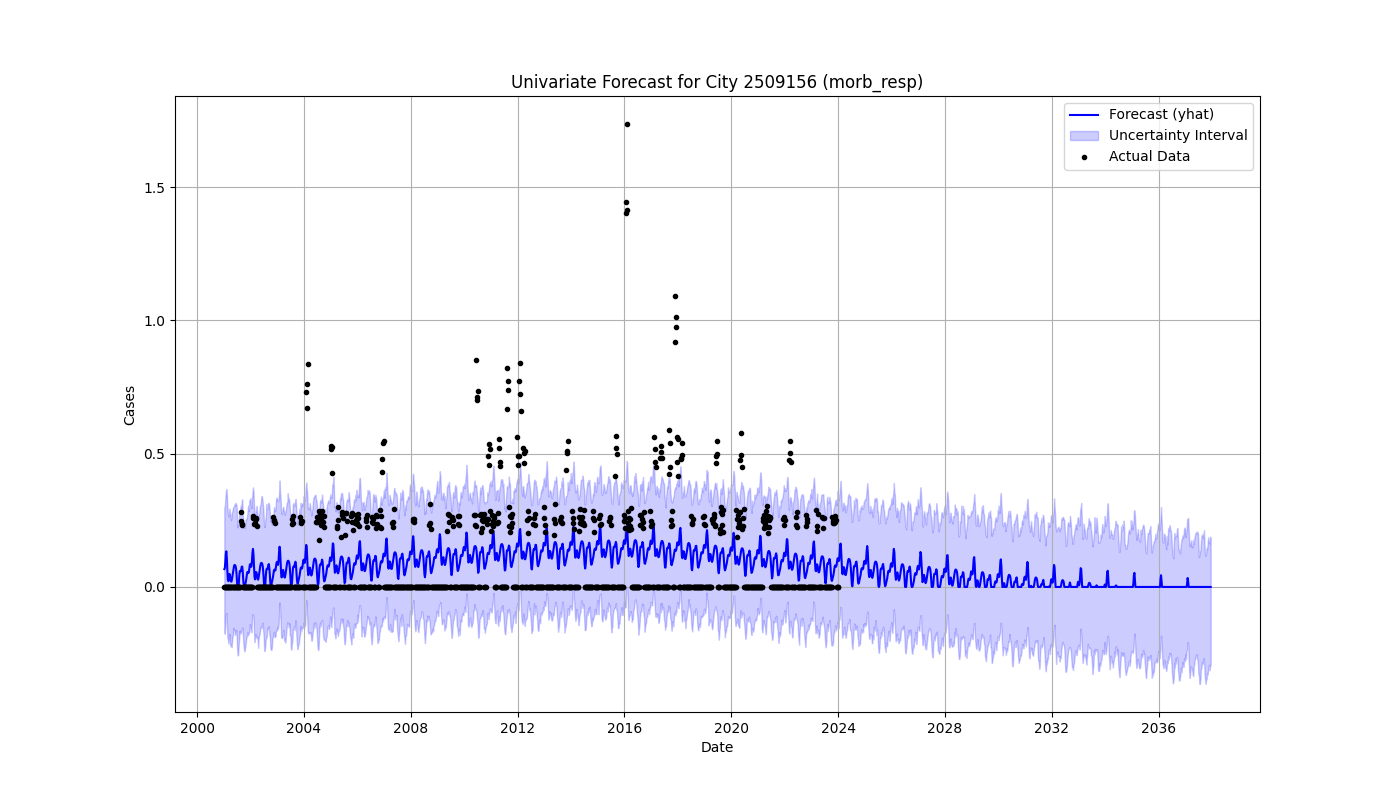 Univariate Forecast for City 2509156 (morb_resp)
Forecast (yhat)
Uncertainty Interval
Actual Data
Cases
1.5
1.0
0.5
0.0
2000 2004 2008 2012 2016 2020 2024 2028 2032 2036
Date